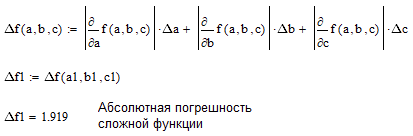 Δf(a,b,c) := |∂/∂a f(a,b,c)|·Δa + |∂/∂b f(a,b,c)|·Δb + |∂/∂c f(a,b,c)|·Δc
Δf1 := Δf(a1,b1,c1)
Δf1 = 1.919 Абсолютная погрешность
сложной функции